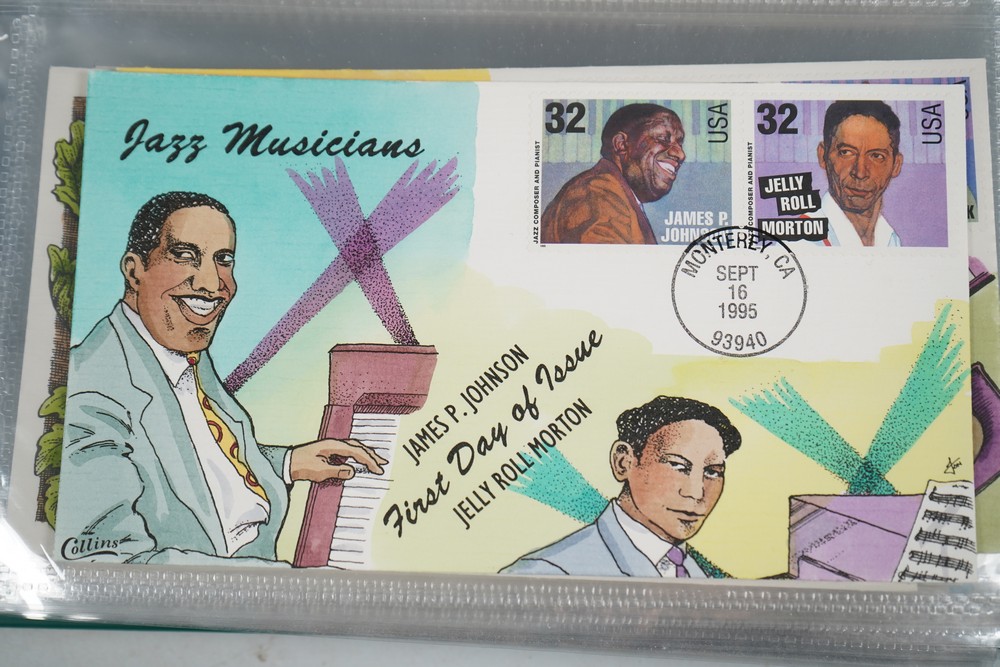 Jazz Musicians
32
USA
JAZZ COMPOSER AND PIANIST
JAMES P.
JOHNSON
32
USA
COMPOSER AND PIANIST
JELLY
ROLL
MORTON
MONTEREY, CA
SEPT
16
1995
93940
JAMES P. JOHNSON
First Day of Issue
JELLY ROLL MORTON
Collins